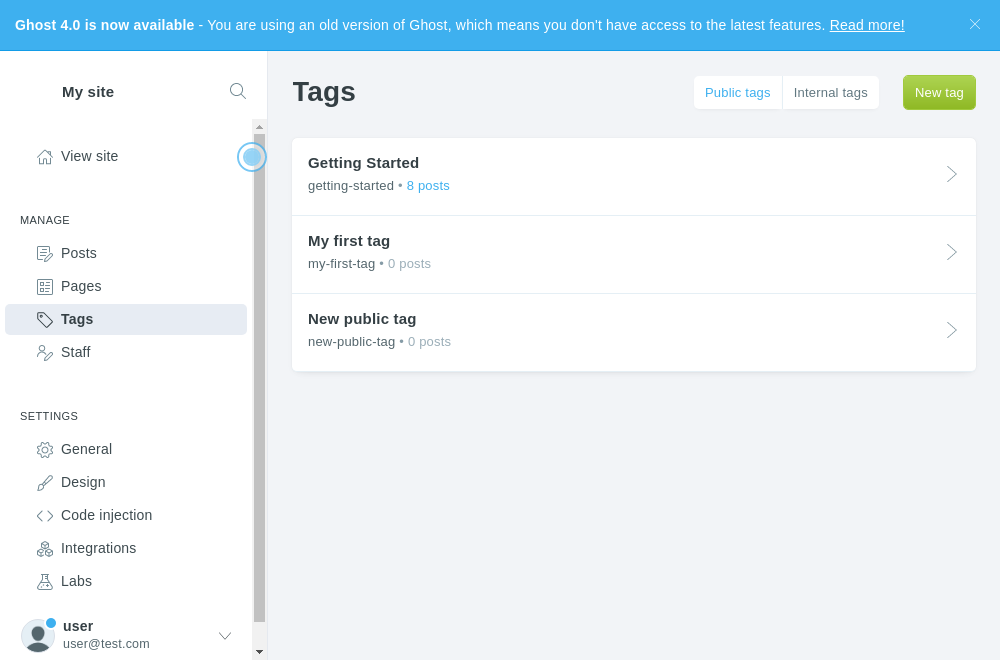 Ghost 4.0 is now available - You are using an old version of Ghost, which means you don't have access to the latest features. Read more!
My site
View site
MANAGE
Posts
Pages
Tags
Staff
SETTINGS
General
Design
Code injection
Integrations
Labs
user
user@test.com
Tags
Public tags
Internal tags
New tag
Getting Started
getting-started • 8 posts
My first tag
my-first-tag • 0 posts
New public tag
new-public-tag • 0 posts